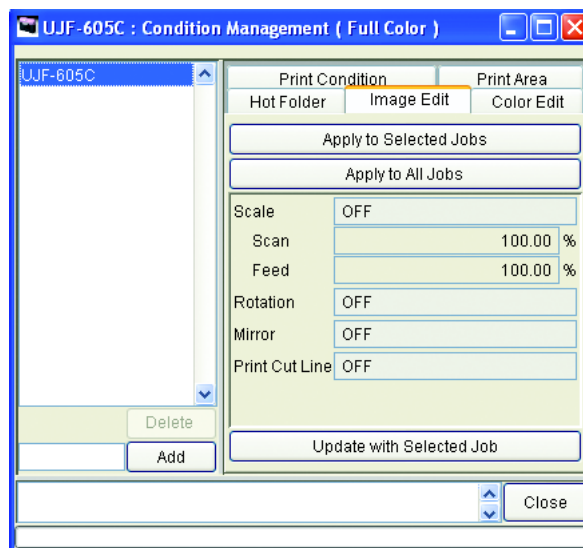 UJF-605C : Condition Management ( Full Color )
UJF-605C
Print Condition Print Area
Hot Folder Image Edit Color Edit
Apply to Selected Jobs
Apply to All Jobs
Scale OFF
Scan 100.00 %
Feed 100.00 %
Rotation OFF
Mirror OFF
Print Cut Line OFF
Delete
Add
Update with Selected Job
Close